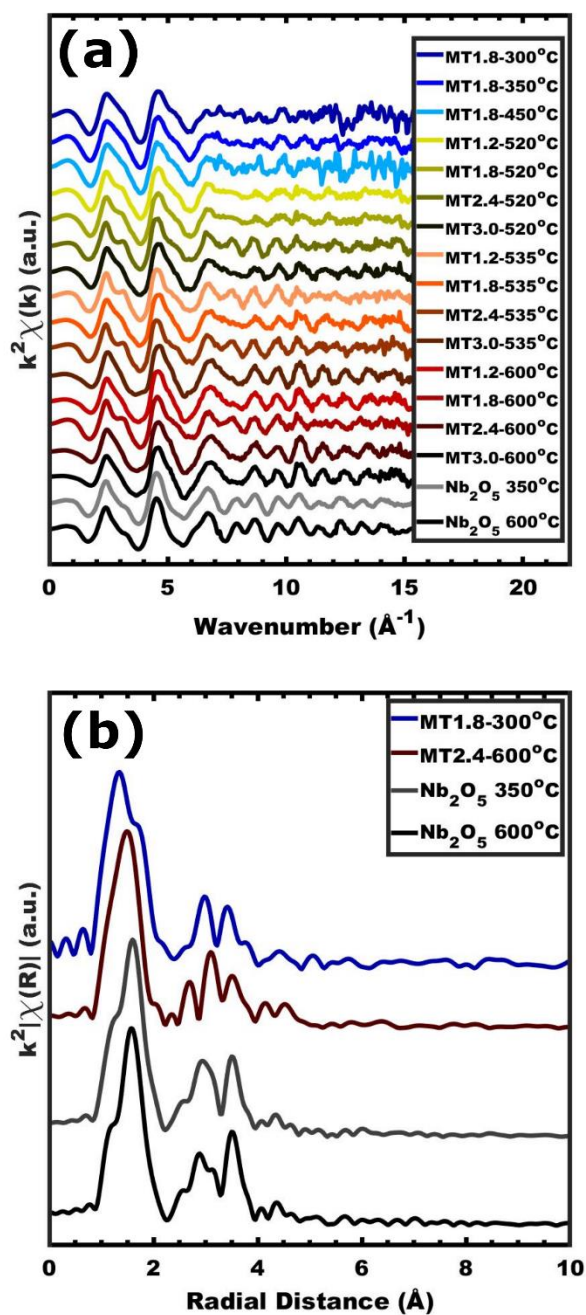 (a)
MT1.8-300°C
MT1.8-350°C
MT1.8-450°C
MT1.2-520°C
MT1.8-520°C
MT2.4-520°C
MT3.0-520°C
MT1.2-535°C
MT1.8-535°C
MT2.4-535°C
MT3.0-535°C
MT1.2-600°C
MT1.8-600°C
MT2.4-600°C
MT3.0-600°C
Nb₂O₅ 350°C
Nb₂O₅ 600°C
k²χ(k) (a.u.)
0 5 10 15 20
Wavenumber (Å⁻¹)
(b)
MT1.8-300°C
MT2.4-600°C
Nb₂O₅ 350°C
Nb₂O₅ 600°C
k²|χ(R)| (a.u.)
0 2 4 6 8 10
Radial Distance (Å)